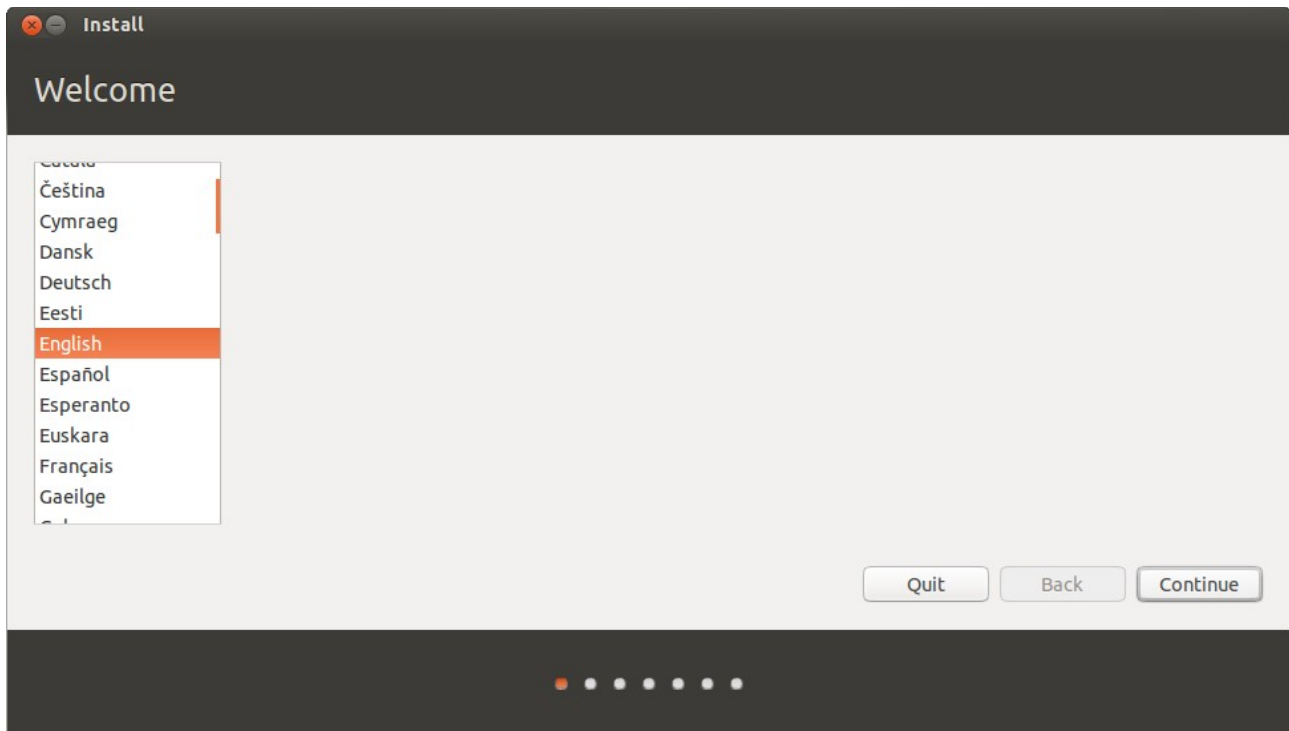 Install
Welcome
Čeština
Cymraeg
Dansk
Deutsch
Eesti
English
Español
Esperanto
Euskara
Français
Gaeilge
Quit
Back
Continue